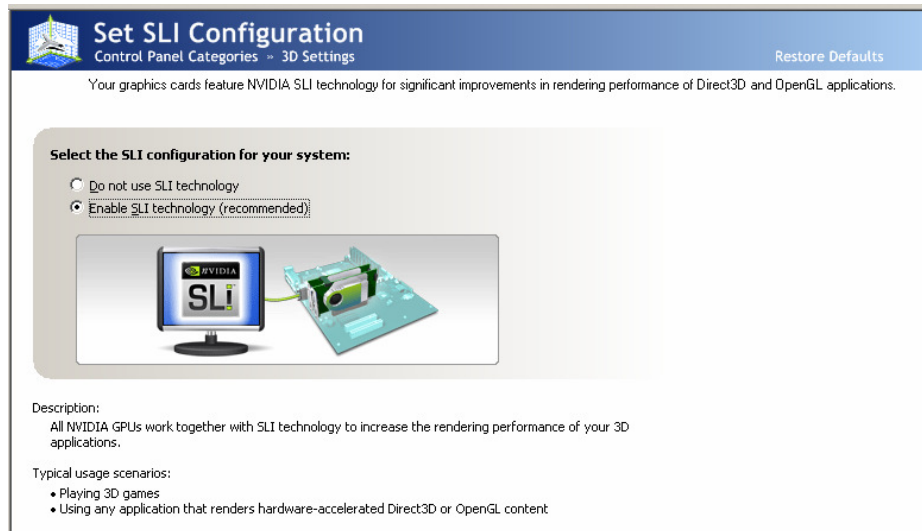 Set SLI Configuration
Control Panel Categories » 3D Settings
Restore Defaults
Your graphics cards feature NVIDIA SLI technology for significant improvements in rendering performance of Direct3D and OpenGL applications.
Select the SLI configuration for your system:
Do not use SLI technology
Enable SLI technology (recommended)
NVIDIA
SLI
Description:
All NVIDIA GPUs work together with SLI technology to increase the rendering performance of your 3D
applications.
Typical usage scenarios:
• Playing 3D games
• Using any application that renders hardware-accelerated Direct3D or OpenGL content